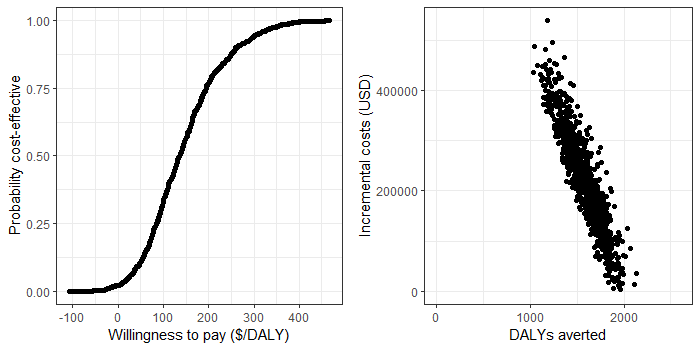 1.00
0.75
0.50
0.25
0.00
Probability cost-effective
-100 0 100 200 300 400
Willingness to pay ($/DALY)
400000
200000
0
Incremental costs (USD)
0 1000 2000
DALYs averted